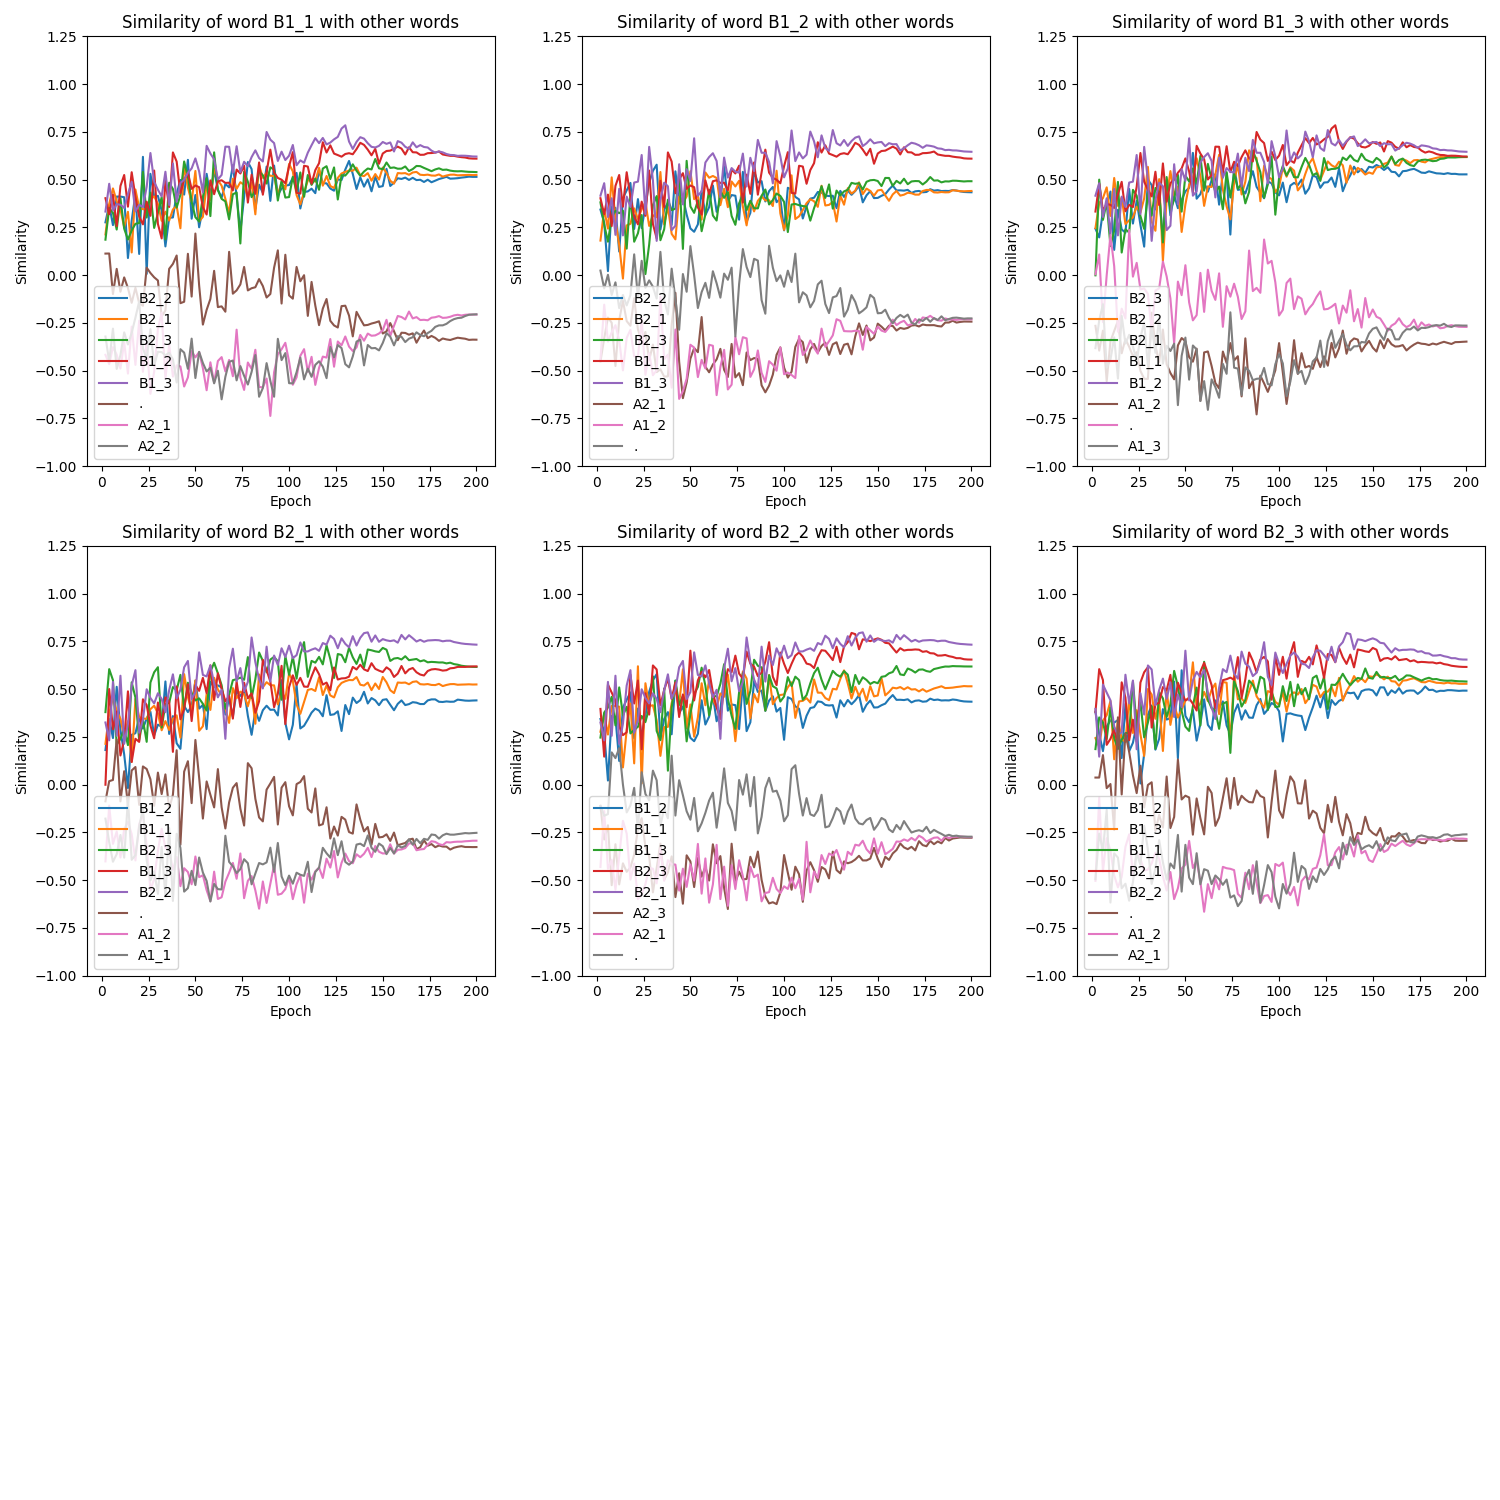 Similarity of word B1_1 with other words
1.25
1.00
0.75
0.50
0.25
0.00
−0.25
−0.50
−0.75
−1.00
Similarity
B2_2
B2_1
B2_3
B1_2
B1_3
.
A2_1
A2_2
0 25 50 75 100 125 150 175 200
Epoch
Similarity of word B1_2 with other words
1.25
1.00
0.75
0.50
0.25
0.00
−0.25
−0.50
−0.75
−1.00
Similarity
B2_2
B2_1
B2_3
B1_1
B1_3
A2_1
A1_2
.
0 25 50 75 100 125 150 175 200
Epoch
Similarity of word B1_3 with other words
1.25
1.00
0.75
0.50
0.25
0.00
−0.25
−0.50
−0.75
−1.00
Similarity
B2_3
B2_2
B2_1
B1_1
B1_2
A1_2
.
A1_3
0 25 50 75 100 125 150 175 200
Epoch
Similarity of word B2_1 with other words
1.25
1.00
0.75
0.50
0.25
0.00
−0.25
−0.50
−0.75
−1.00
Similarity
B1_2
B1_1
B2_3
B1_3
B2_2
.
A1_2
A1_1
0 25 50 75 100 125 150 175 200
Epoch
Similarity of word B2_2 with other words
1.25
1.00
0.75
0.50
0.25
0.00
−0.25
−0.50
−0.75
−1.00
Similarity
B1_2
B1_1
B1_3
B2_3
B2_1
A2_3
A2_1
.
0 25 50 75 100 125 150 175 200
Epoch
Similarity of word B2_3 with other words
1.25
1.00
0.75
0.50
0.25
0.00
−0.25
−0.50
−0.75
−1.00
Similarity
B1_2
B1_3
B1_1
B2_1
B2_2
.
A1_2
A2_1
0 25 50 75 100 125 150 175 200
Epoch